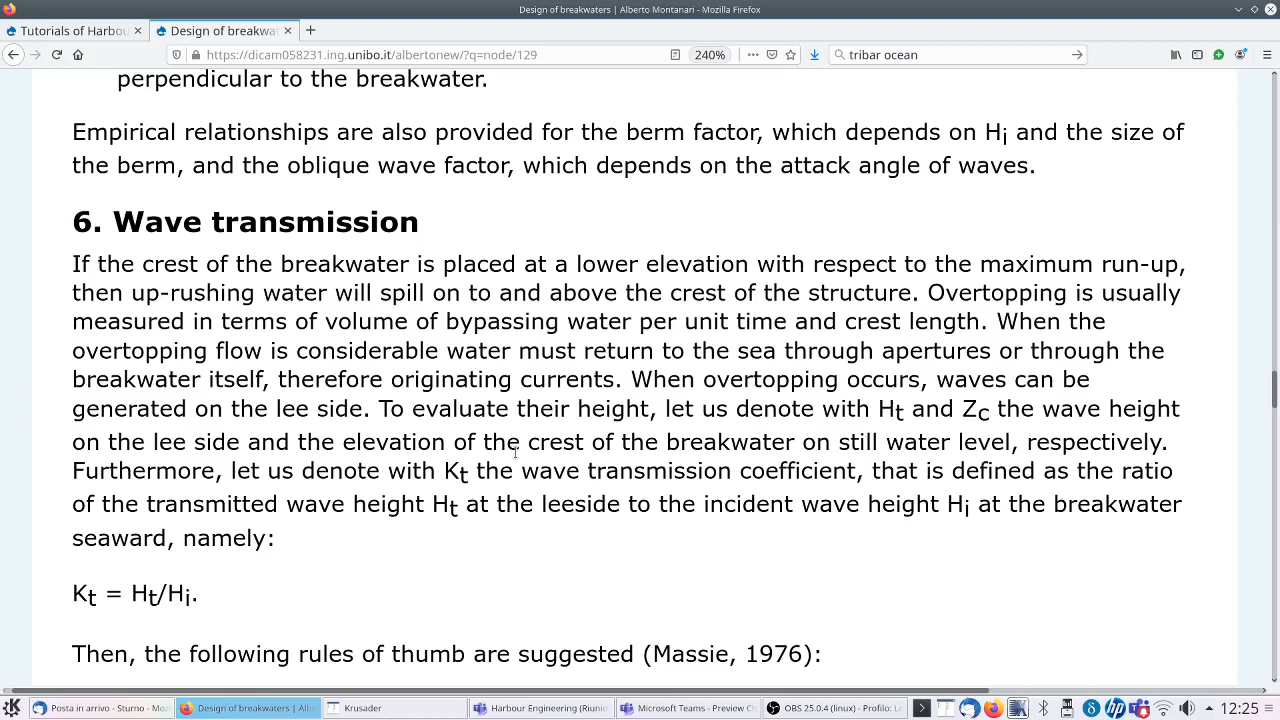 Design of breakwaters | Alberto Montanari - Mozilla Firefox
Tutorials of Harbou
Design of breakwat
https://dicam058231.ing.unibo.it/albertonew/?q=node/129
240%
tribar ocean
perpendicular to the breakwater.
Empirical relationships are also provided for the berm factor, which depends on Hi and the size of
the berm, and the oblique wave factor, which depends on the attack angle of waves.
6. Wave transmission
If the crest of the breakwater is placed at a lower elevation with respect to the maximum run-up,
then up-rushing water will spill on to and above the crest of the structure. Overtopping is usually
measured in terms of volume of bypassing water per unit time and crest length. When the
overtopping flow is considerable water must return to the sea through apertures or through the
breakwater itself, therefore originating currents. When overtopping occurs, waves can be
generated on the lee side. To evaluate their height, let us denote with Ht and Zc the wave height
on the lee side and the elevation of the crest of the breakwater on still water level, respectively.
Furthermore, let us denote with Kt the wave transmission coefficient, that is defined as the ratio
of the transmitted wave height Ht at the leeside to the incident wave height Hi at the breakwater
seaward, namely:
Kt = Ht/Hi.
Then, the following rules of thumb are suggested (Massie, 1976):
Posta in arrivo - Sturno - Moz
Design of breakwaters | Alb
Krusader
Harbour Engineering (Riunio
Microsoft Teams - Preview Ch
OBS 25.0.4 (linux) - Profilo: Le
12:25